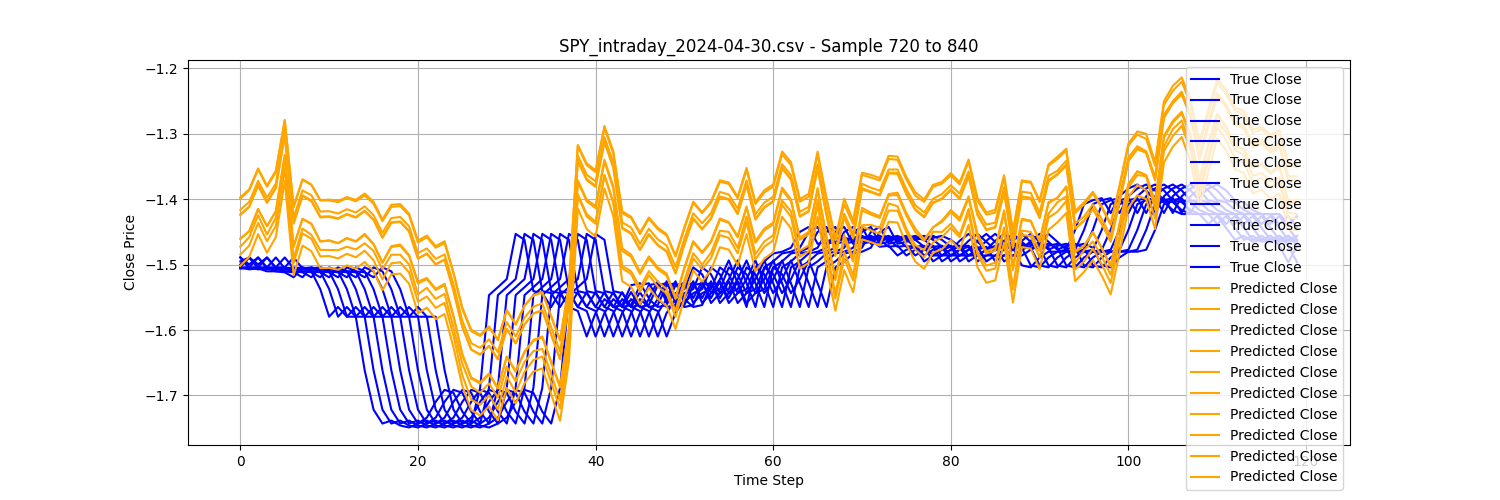 SPY_intraday_2024-04-30.csv - Sample 720 to 840
Close Price
−1.2
−1.3
−1.4
−1.5
−1.6
−1.7
0
20
40
60
80
100
120
Time Step
True Close
True Close
True Close
True Close
True Close
True Close
True Close
True Close
True Close
True Close
Predicted Close
Predicted Close
Predicted Close
Predicted Close
Predicted Close
Predicted Close
Predicted Close
Predicted Close
Predicted Close
Predicted Close